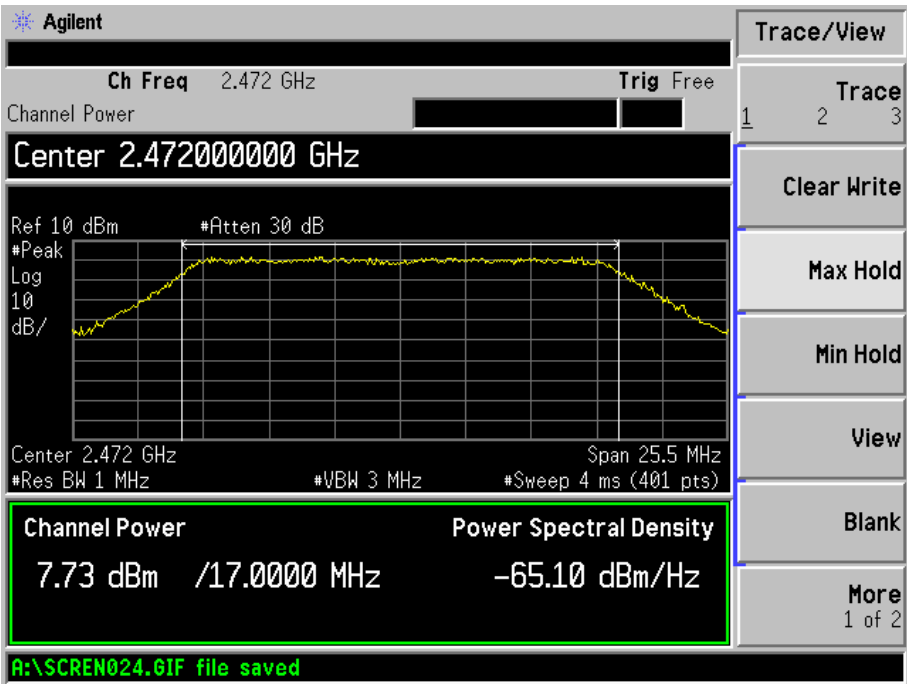 Agilent
Trace/View
Ch Freq 2.472 GHz Trig Free
Channel Power
Trace
1 2 3
Center 2.472000000 GHz
Clear Write
Ref 10 dBm #Atten 30 dB
#Peak
Log
10
dB/
Max Hold
Min Hold
View
Center 2.472 GHz Span 25.5 MHz
#Res BW 1 MHz #VBW 3 MHz #Sweep 4 ms (401 pts)
Channel Power Power Spectral Density
7.73 dBm /17.0000 MHz -65.10 dBm/Hz
Blank
More
1 of 2
A:\SCREN024.GIF file saved